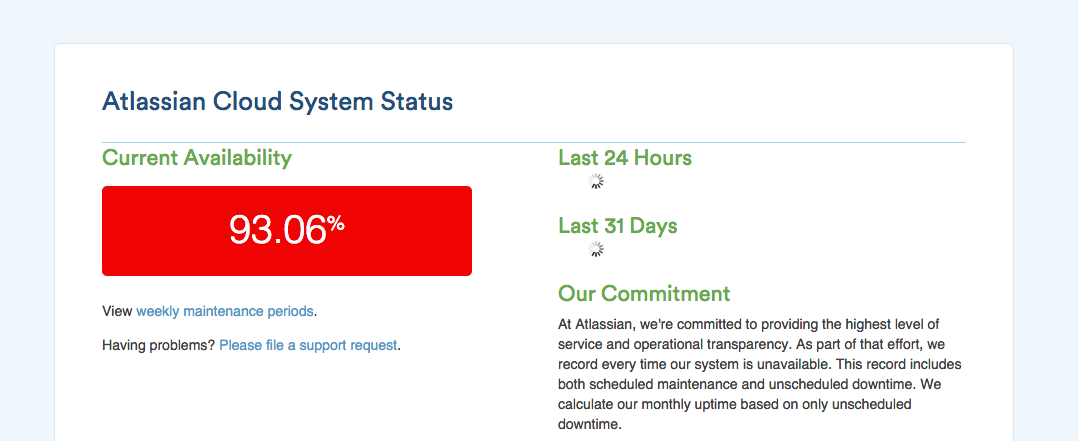 Atlassian Cloud System Status
Current Availability
93.06%
View weekly maintenance periods.
Having problems? Please file a support request.
Last 24 Hours
Last 31 Days
Our Commitment
At Atlassian, we're committed to providing the highest level of
service and operational transparency. As part of that effort, we
record every time our system is unavailable. This record includes
both scheduled maintenance and unscheduled downtime. We
calculate our monthly uptime based on only unscheduled
downtime.